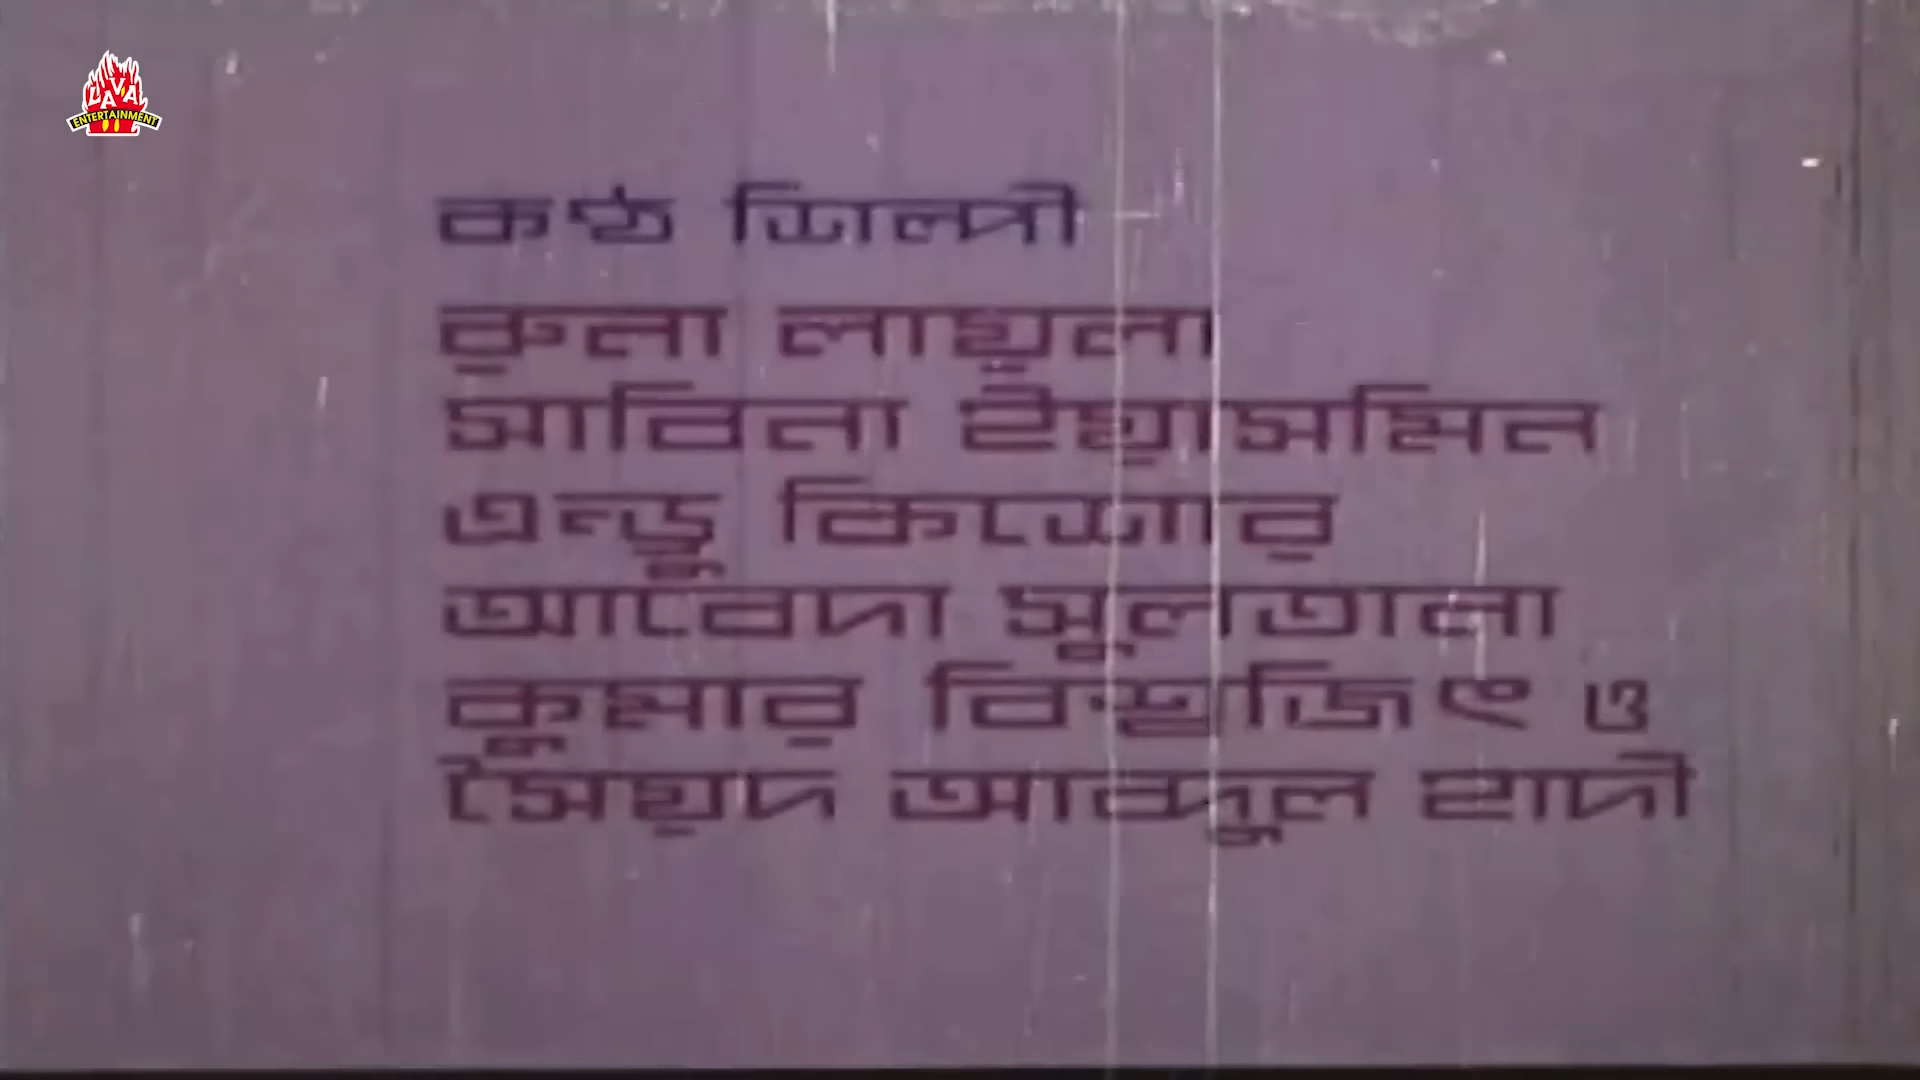 LAVA
ENTERTAINMENT
কণ্ঠ শিল্পী
রুনা লায়লা
সাবিনা ইয়াসমিন
এন্ড্রু কিশোর
আবেদা সুলতানা
কুমার বিশ্বজিৎ ও
সৈয়দ আব্দুল হাদী